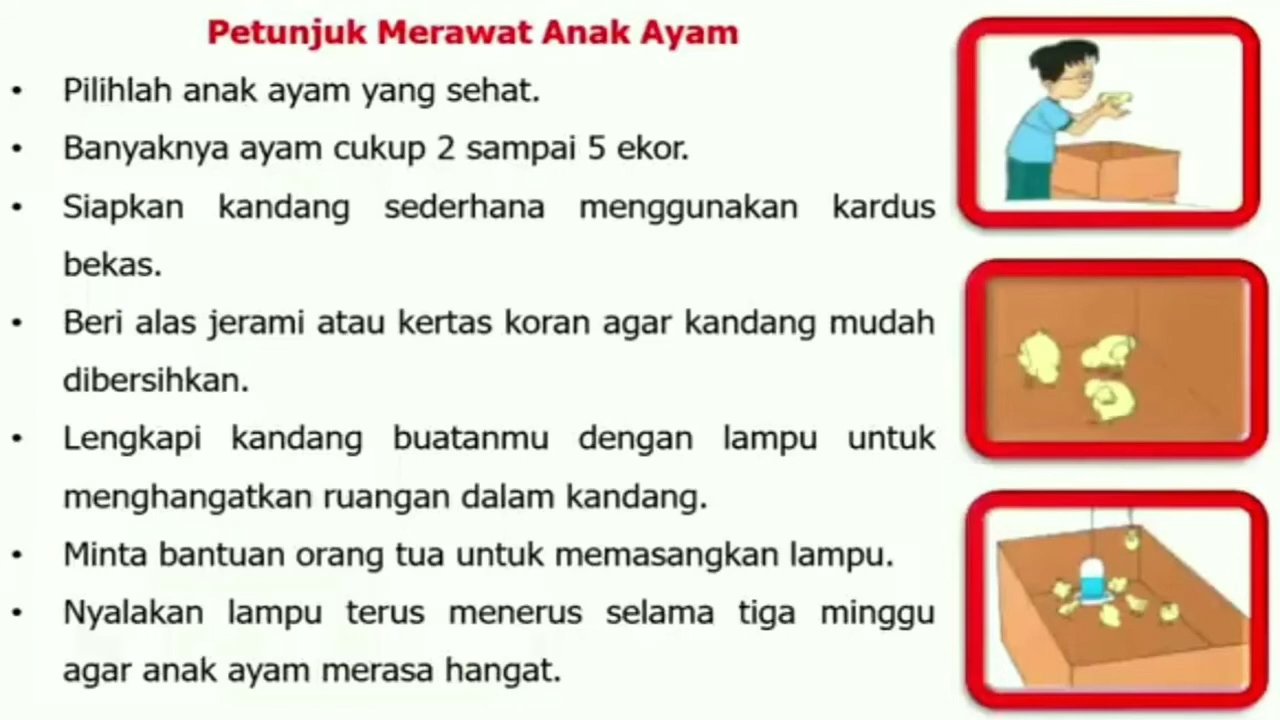 Petunjuk Merawat Anak Ayam
• Pilihlah anak ayam yang sehat.
• Banyaknya ayam cukup 2 sampai 5 ekor.
• Siapkan kandang sederhana menggunakan kardus
bekas.
• Beri alas jerami atau kertas koran agar kandang mudah
dibersihkan.
• Lengkapi kandang buatanmu dengan lampu untuk
menghangatkan ruangan dalam kandang.
• Minta bantuan orang tua untuk memasangkan lampu.
• Nyalakan lampu terus menerus selama tiga minggu
agar anak ayam merasa hangat.